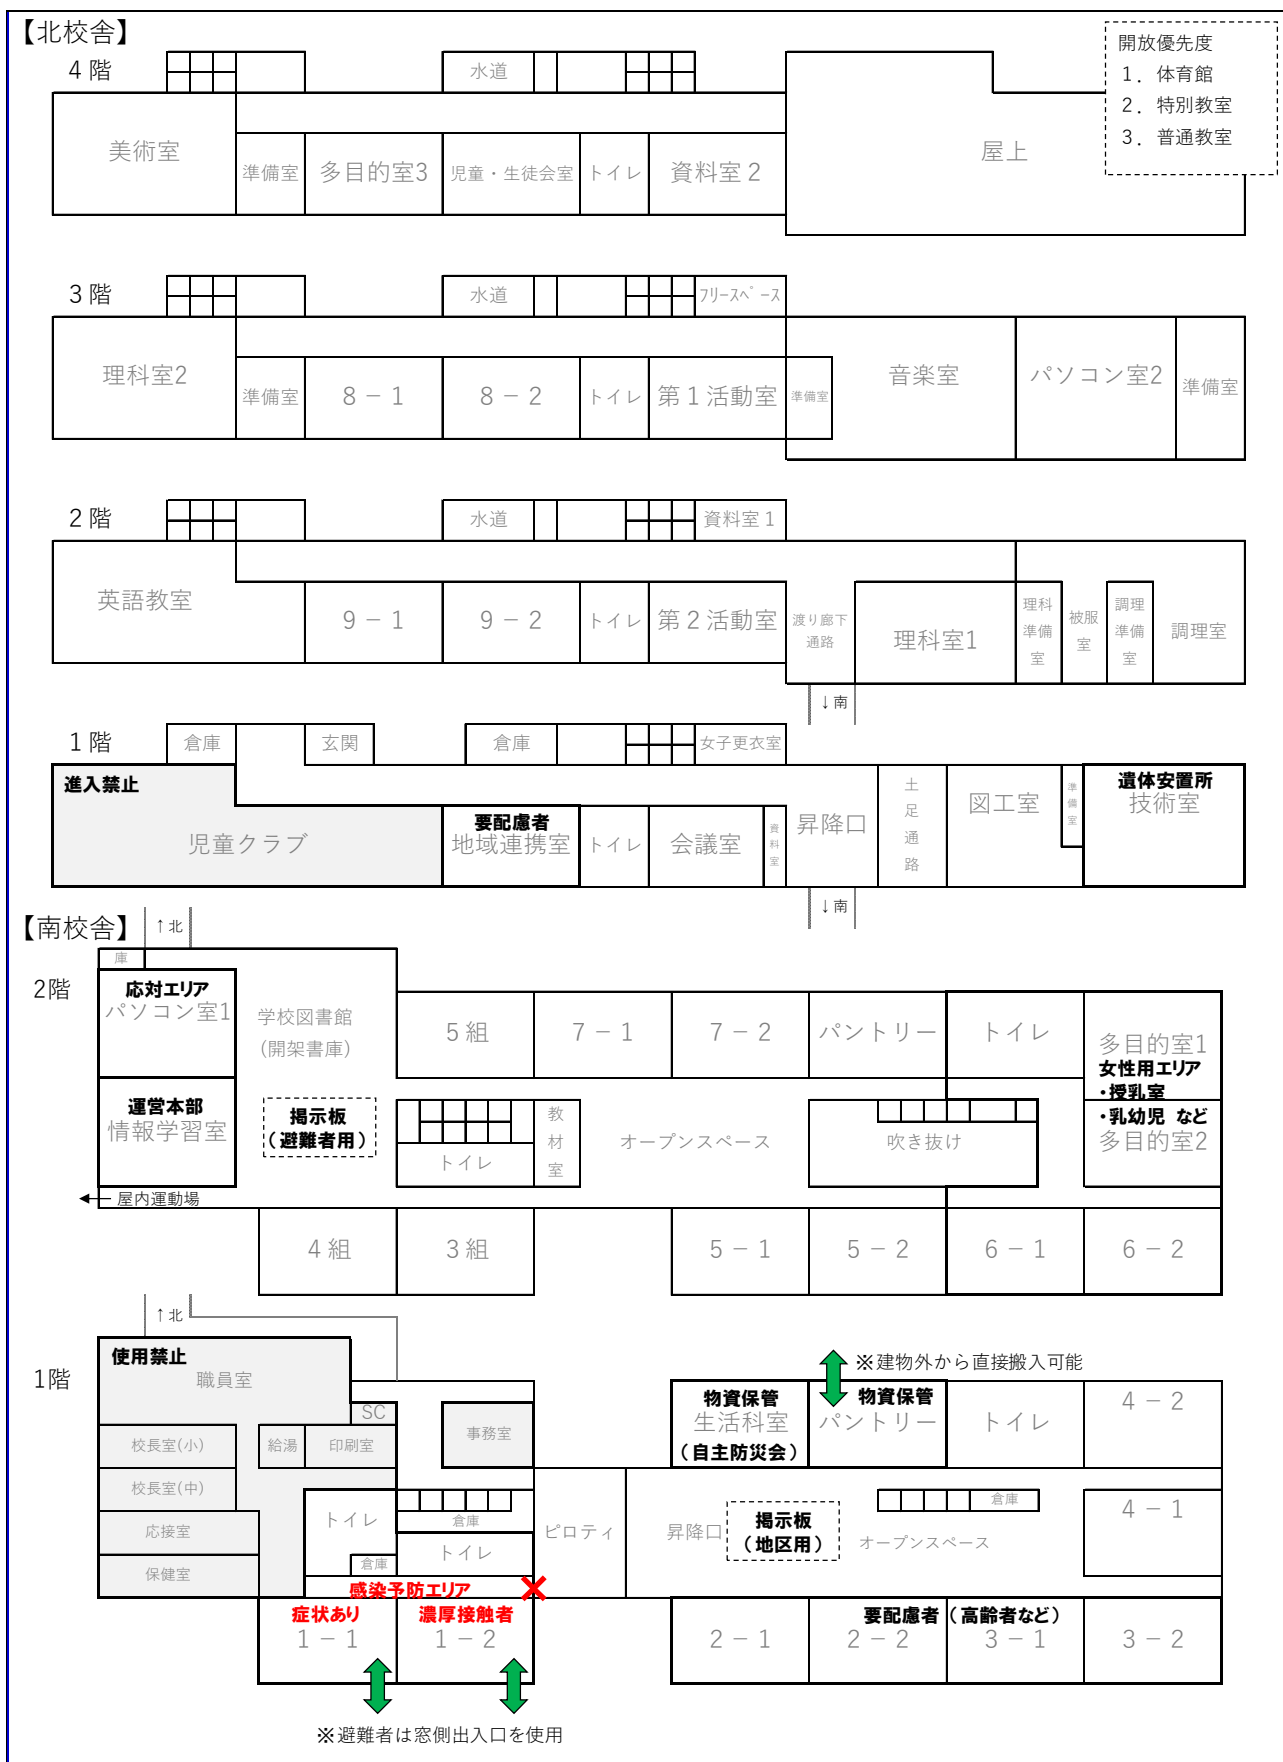 【北校舎】
開放優先度
1．体育館
2．特別教室
3．普通教室
4階
水道
美術室
準備室
多目的室3
児童・生徒会室
トイレ
資料室2
屋上
3階
水道
フリースペース
理科室2
準備室
8－1
8－2
トイレ
第1活動室
準備室
音楽室
パソコン室2
準備室
2階
水道
資料室1
英語教室
9－1
9－2
トイレ
第2活動室
渡り廊下
通路
理科室1
理科
準備
室
被服
室
調理
準備
室
調理室
↓南
1階
倉庫
玄関
倉庫
女子更衣室
進入禁止
児童クラブ
要配慮者
地域連携室
トイレ
会議室
資
料
室
昇降口
土
足
通
路
図工室
準
備
室
遺体安置所
技術室
↓南
【南校舎】
↑北
2階
庫
応対エリア
パソコン室1
学校図書館
(開架書庫)
5組
7－1
7－2
パントリー
トイレ
多目的室1
女性用エリア
・授乳室
・乳幼児 など
多目的室2
運営本部
情報学習室
掲示板
（避難者用）
トイレ
教
材
室
オープンスペース
吹き抜け
← 屋内運動場
4組
3組
5－1
5－2
6－1
6－2
↑北
1階
使用禁止
職員室
SC
事務室
校長室(小)
給湯
印刷室
校長室(中)
応接室
保健室
トイレ
倉庫
倉庫
トイレ
ピロティ
※建物外から直接搬入可能
物資保管
生活科室
（自主防災会）
物資保管
パントリー
トイレ
4－2
昇降口
掲示板
（地区用）
オープンスペース
倉庫
4－1
感染予防エリア
症状あり
1－1
濃厚接触者
1－2
2－1
要配慮者（高齢者など）
2－2
3－1
3－2
※避難者は窓側出入口を使用